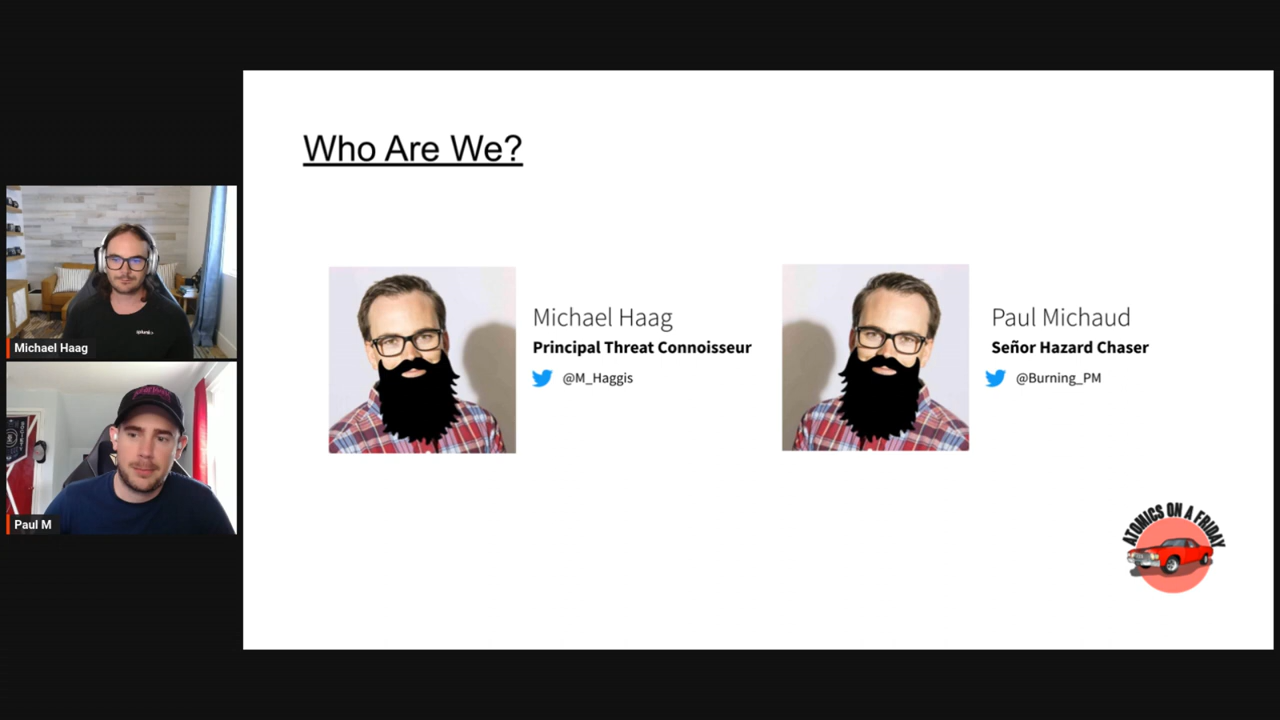 Who Are We?
Michael Haag
Principal Threat Connoisseur
@M_Haggis
Paul Michaud
Señor Hazard Chaser
@Burning_PM
Michael Haag
Paul M
ATOMICS ON A FRIDAY